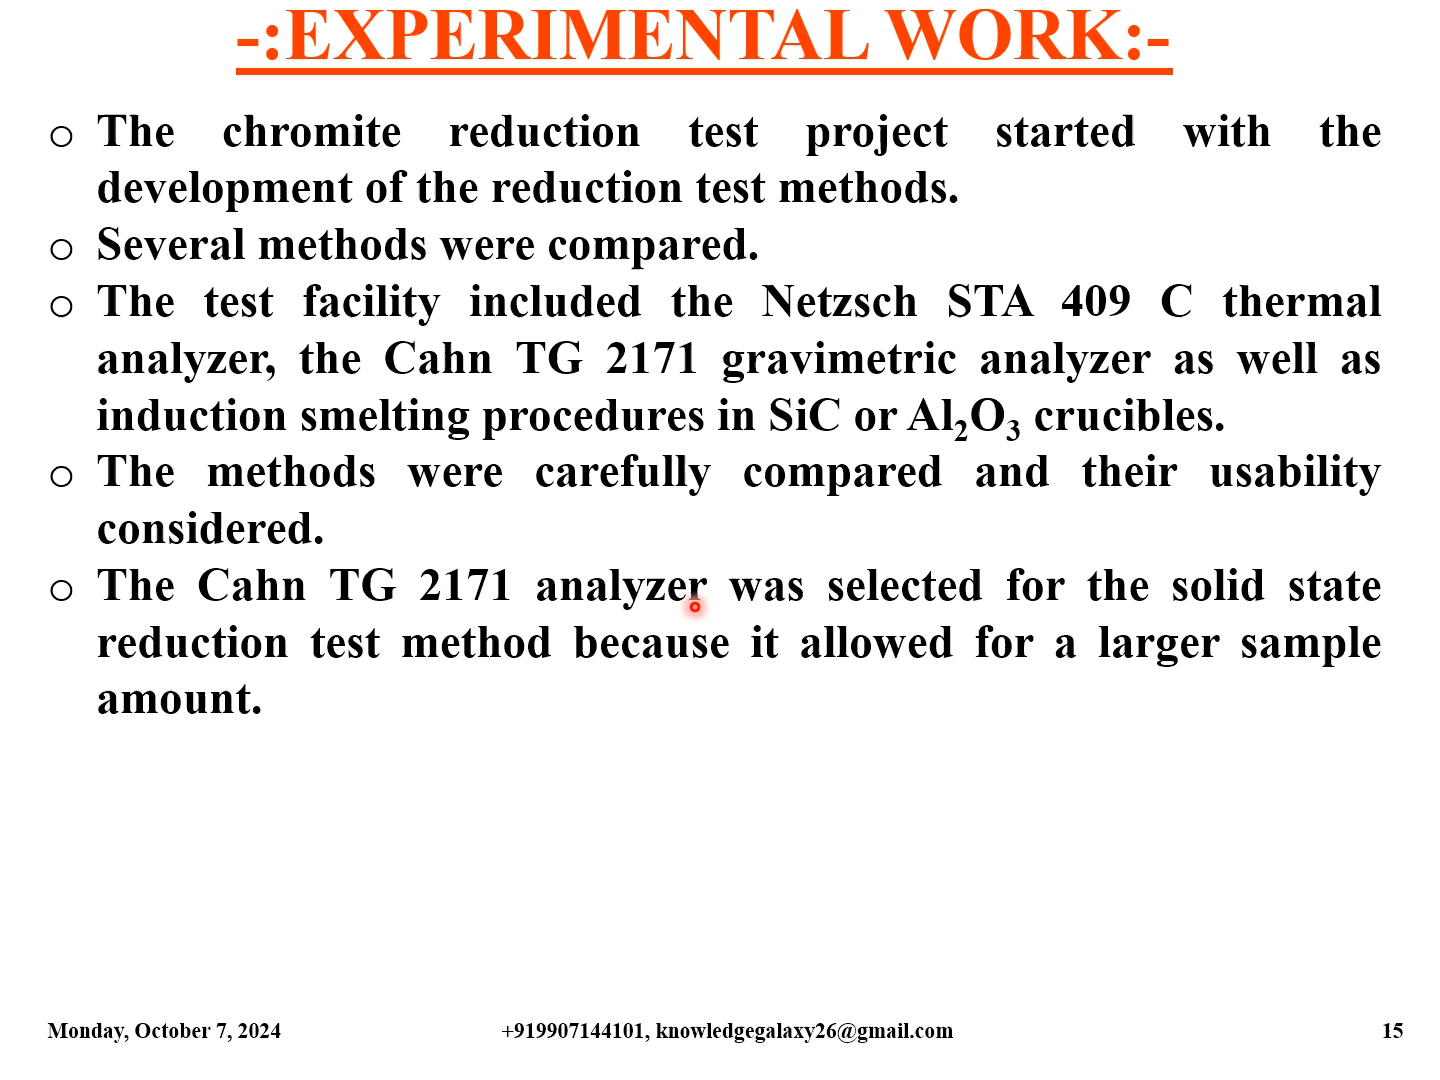 -:EXPERIMENTAL WORK:-
o The chromite reduction test project started with the
development of the reduction test methods.
o Several methods were compared.
o The test facility included the Netzsch STA 409 C thermal
analyzer, the Cahn TG 2171 gravimetric analyzer as well as
induction smelting procedures in SiC or Al₂O₃ crucibles.
o The methods were carefully compared and their usability
considered.
o The Cahn TG 2171 analyzer was selected for the solid state
reduction test method because it allowed for a larger sample
amount.
Monday, October 7, 2024 +919907144101, knowledgegalaxy26@gmail.com 15